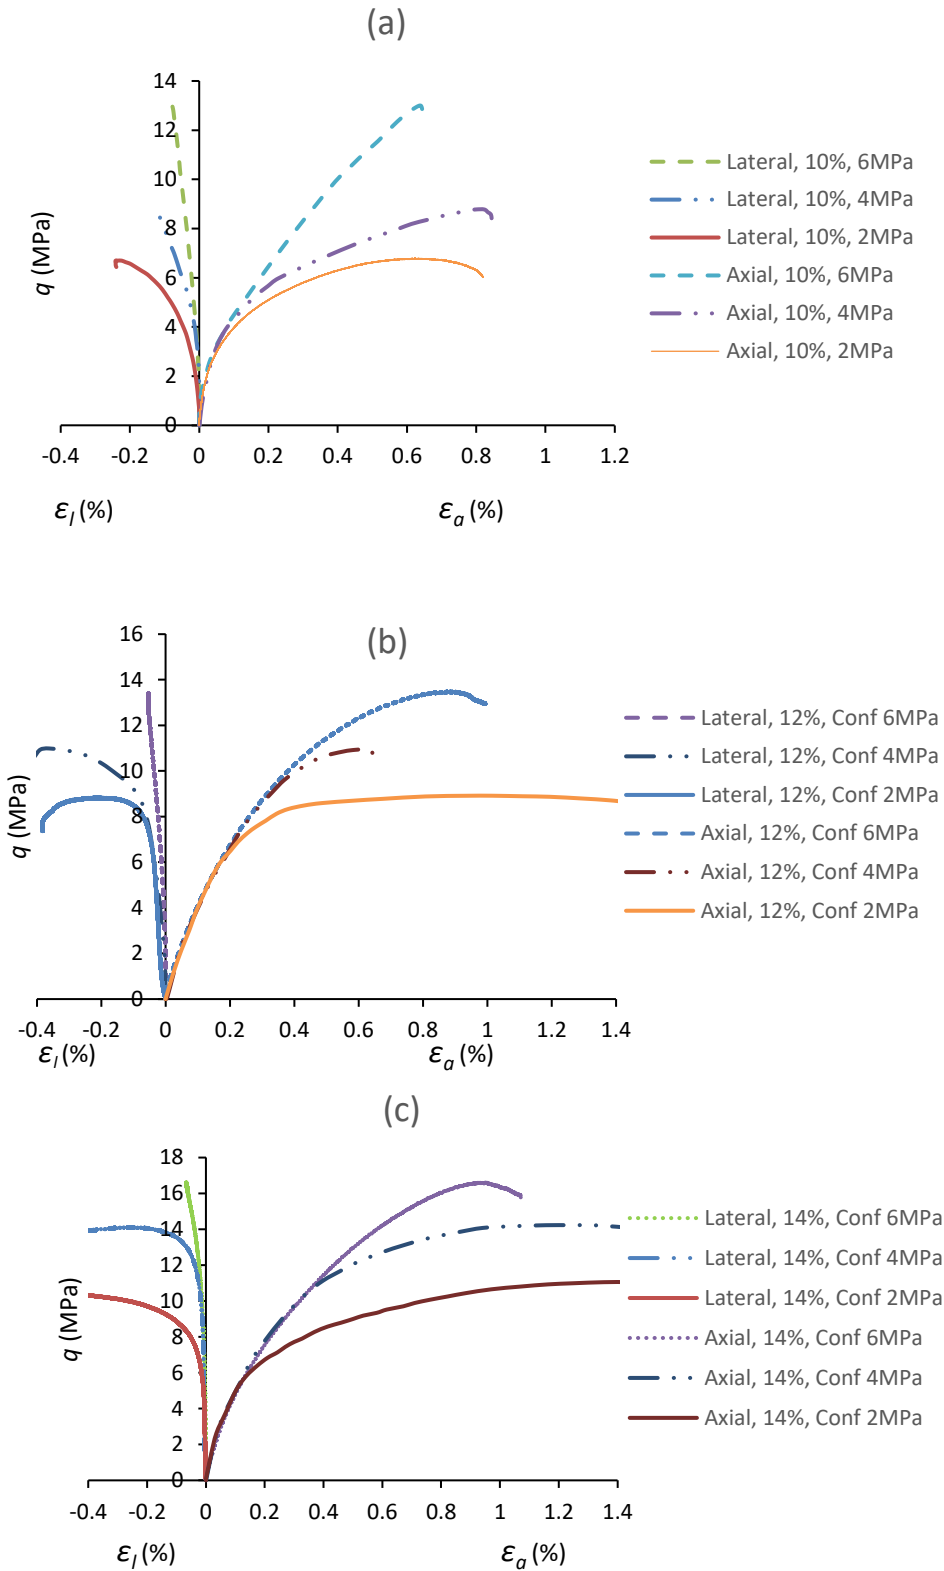 (a)
14
12
10
8
6
4
2
0
q (MPa)
-0.4 -0.2 0 0.2 0.4 0.6 0.8 1 1.2
εl (%) εa (%)
Lateral, 10%, 6MPa
Lateral, 10%, 4MPa
Lateral, 10%, 2MPa
Axial, 10%, 6MPa
Axial, 10%, 4MPa
Axial, 10%, 2MPa
(b)
16
14
12
10
8
6
4
2
0
q (MPa)
-0.4 -0.2 0 0.2 0.4 0.6 0.8 1 1.2 1.4
εl (%) εa (%)
Lateral, 12%, Conf 6MPa
Lateral, 12%, Conf 4MPa
Lateral, 12%, Conf 2MPa
Axial, 12%, Conf 6MPa
Axial, 12%, Conf 4MPa
Axial, 12%, Conf 2MPa
(c)
18
16
14
12
10
8
6
4
2
0
q (MPa)
-0.4 -0.2 0 0.2 0.4 0.6 0.8 1 1.2 1.4
εl (%) εa (%)
Lateral, 14%, Conf 6MPa
Lateral, 14%, Conf 4MPa
Lateral, 14%, Conf 2MPa
Axial, 14%, Conf 6MPa
Axial, 14%, Conf 4MPa
Axial, 14%, Conf 2MPa